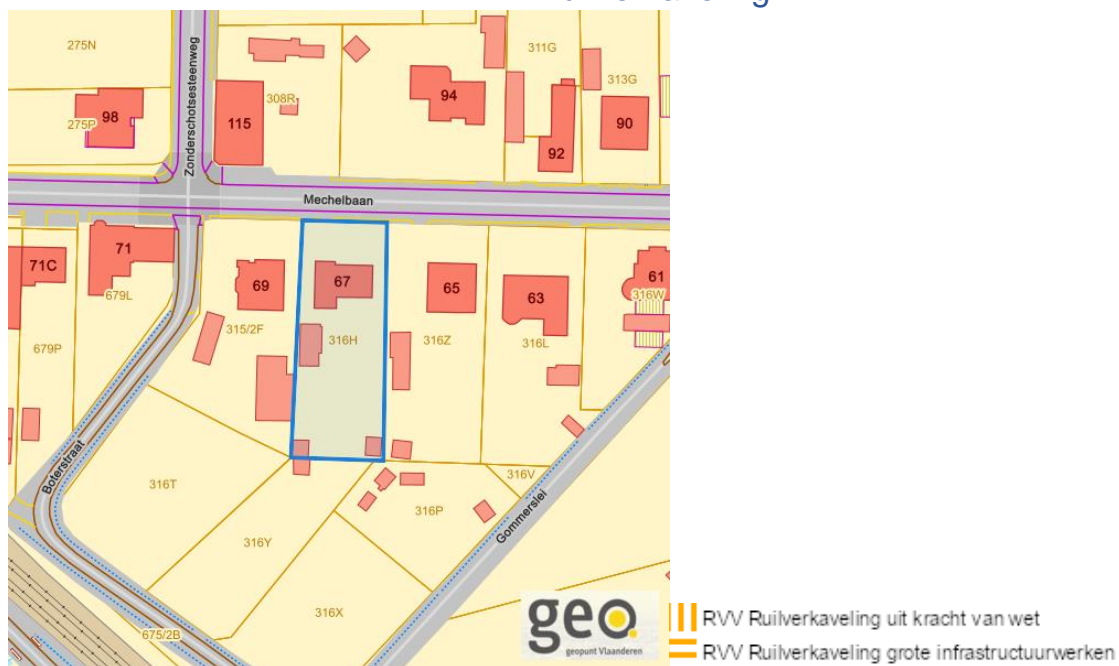 275N
311G
313G
308R
94
98
275P
115
90
92
Zonderschotsesteenweg
Mechelbaan
71
71C
69
67
65
63
61
316W
679L
315/2F
316H
316Z
316L
679P
Boterstraat
316T
316V
316P
Gommerslei
316Y
316X
675/2B
geo
geopunt Vlaanderen
RVV Ruilverkaveling uit kracht van wet
RVV Ruilverkaveling grote infrastructuurwerken